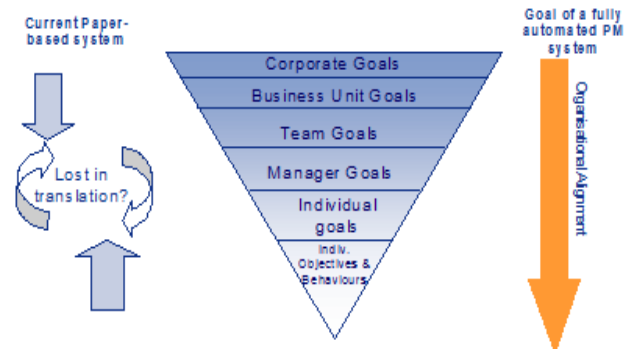 Current Paper-
based system
Lost in
translation?
Corporate Goals
Business Unit Goals
Team Goals
Manager Goals
Individual
goals
Indiv.
Objectives &
Behaviours
Goal of a fully
automated PM
system
Organisational Alignment